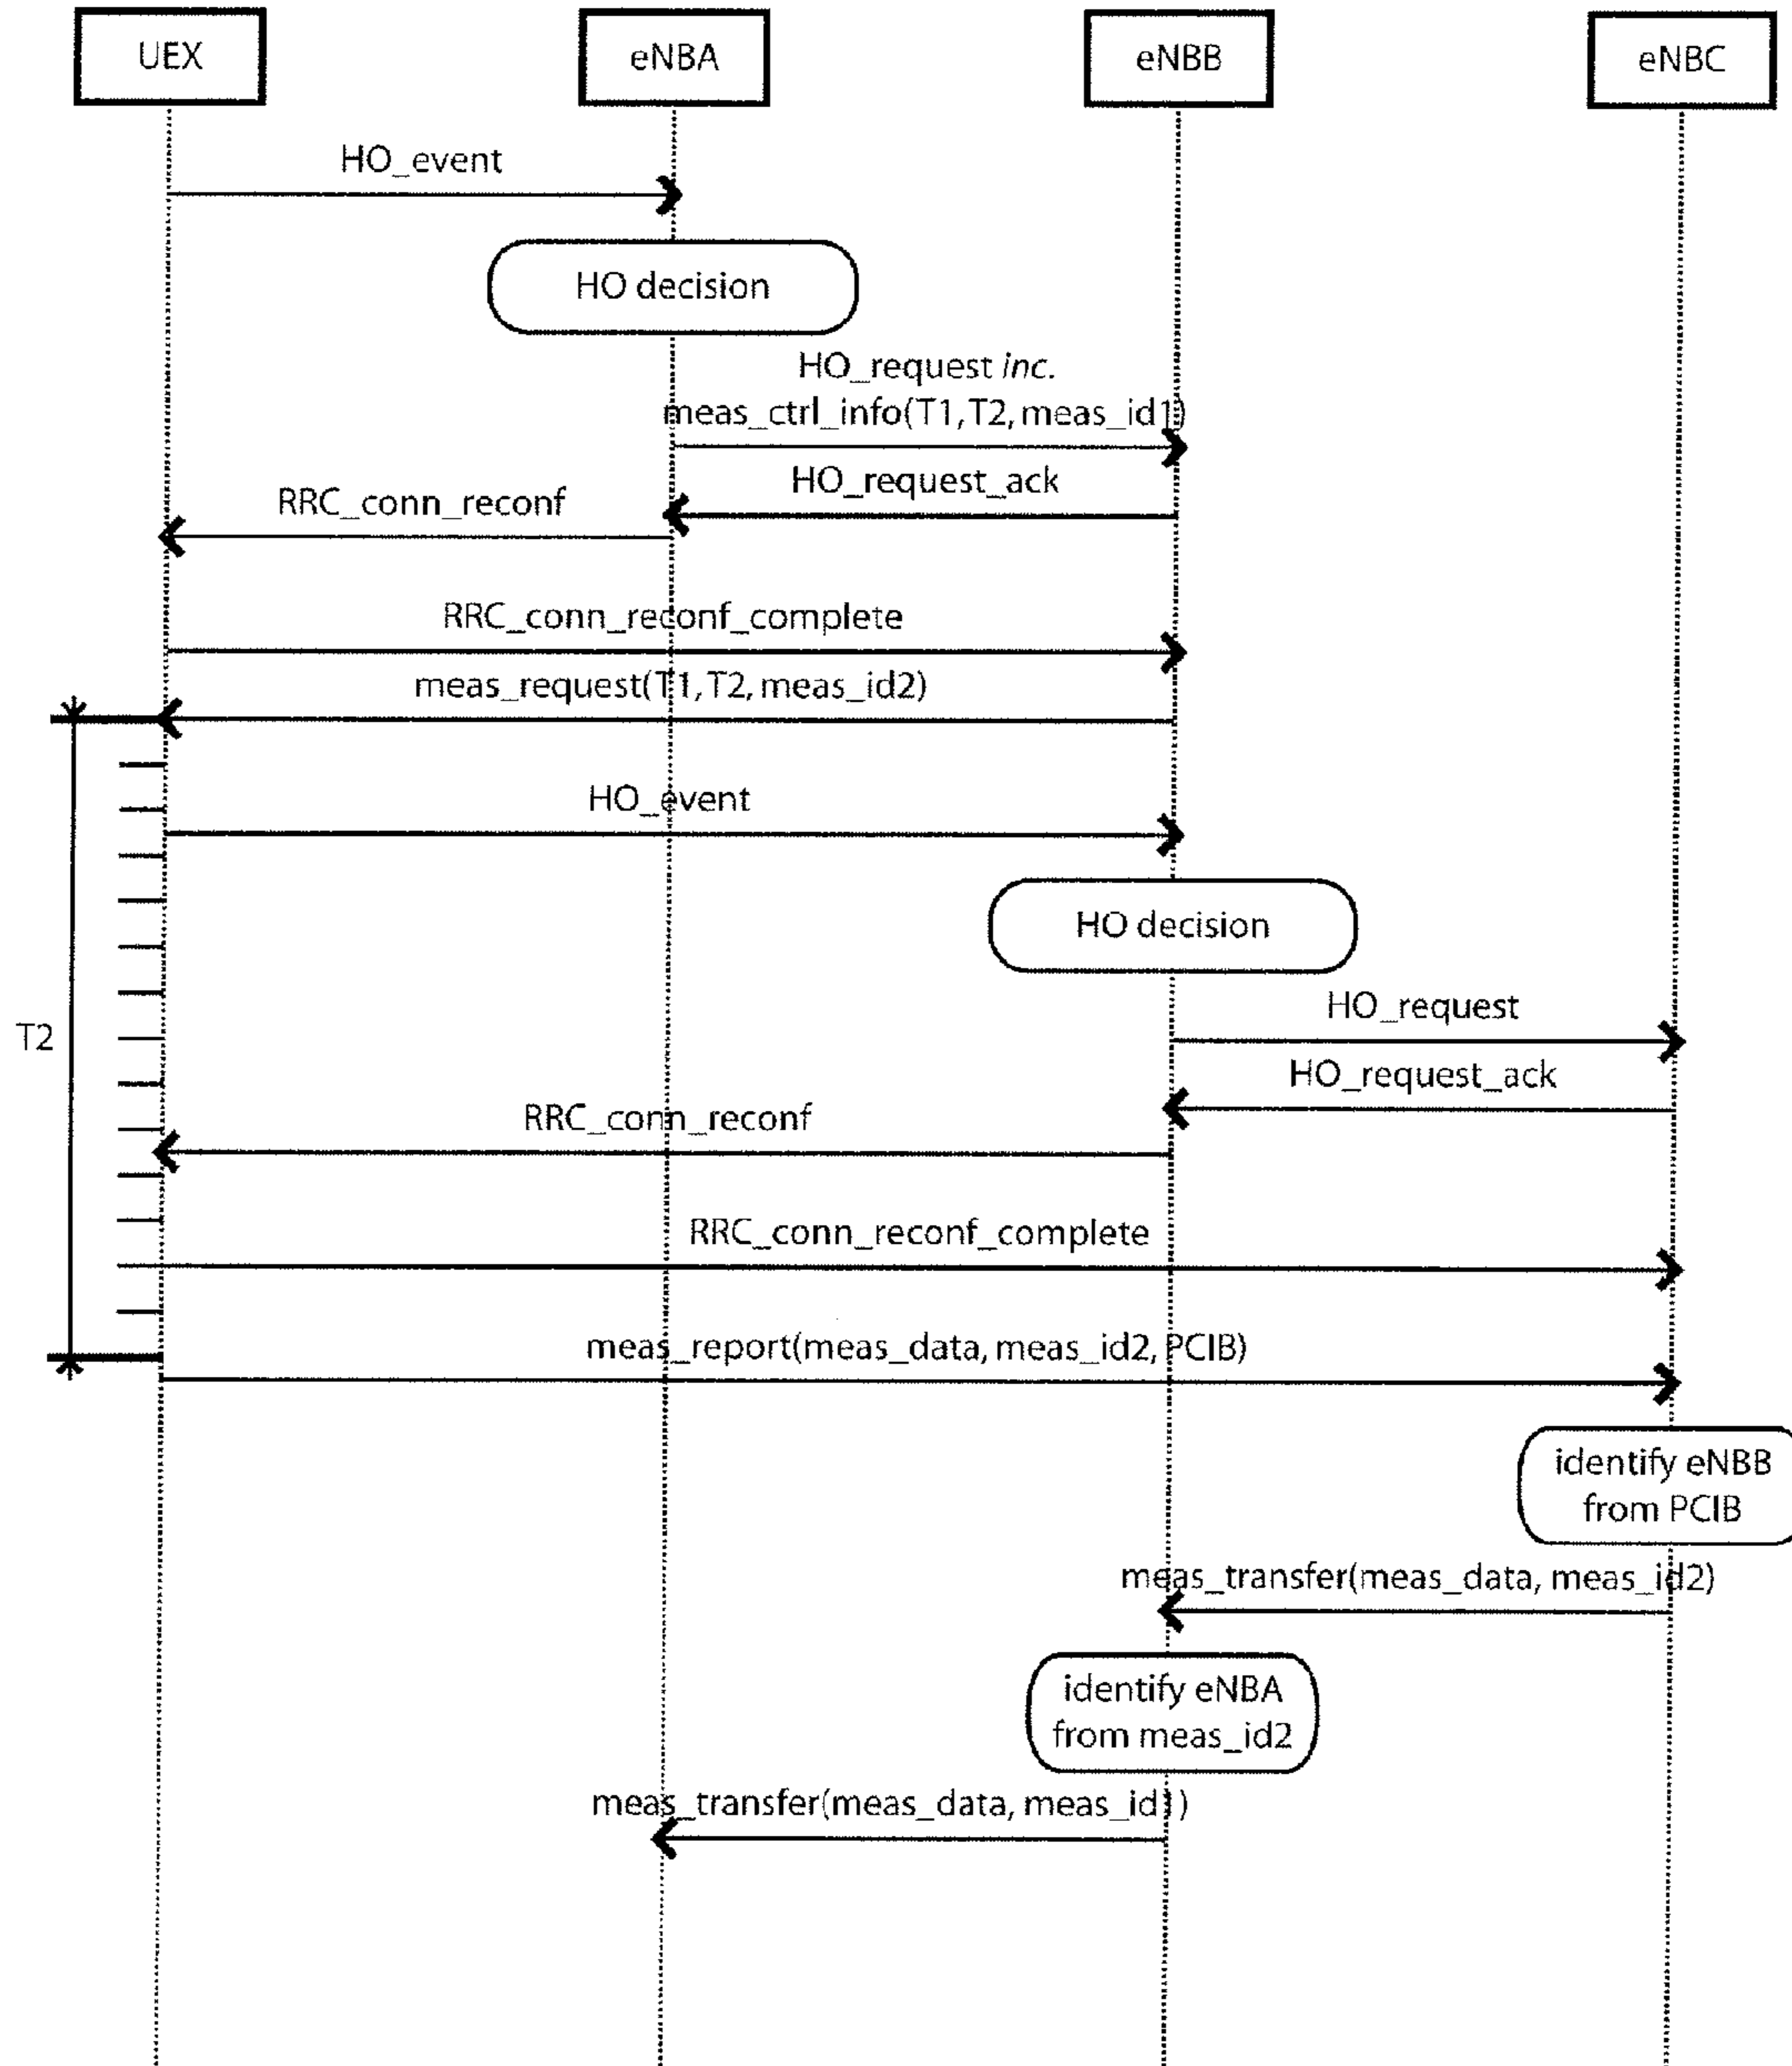 UEX
eNBA
eNBB
eNBC
HO_event
HO decision
HO_request inc.
meas_ctrl_info(T1, T2, meas_id1)
HO_request_ack
RRC_conn_reconf
RRC_conn_reconf_complete
meas_request(T1, T2, meas_id2)
HO_event
HO decision
HO_request
T2
HO_request_ack
RRC_conn_reconf
RRC_conn_reconf_complete
meas_report(meas_data, meas_id2, PCIB)
identify eNBB
from PCIB
meas_transfer(meas_data, meas_id2)
identify eNBA
from meas_id2
meas_transfer(meas_data, meas_id1)